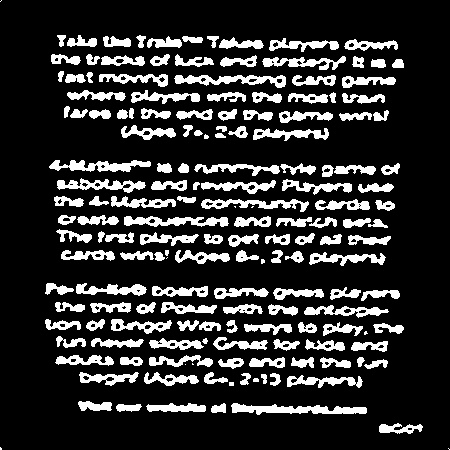 Take the Train™ Takes players down
the tracks of luck and strategy! It is a
fast moving sequencing card game
where players with the most train
fares at the end of the game wins!
(Ages 7+, 2-6 players)
4-Mation™ is a rummy-style game of
sabotage and revenge! Players use
the 4-Mation™ community cards to
create sequences and match sets.
The first player to get rid of all their
cards wins! (Ages 8+, 2-6 players)
Po-Ke-No® board game gives players
the thrill of Poker with the anticipa-
tion of Bingo! With 5 ways to play, the
fun never stops! Great for kids and
adults so shuffle up and let the fun
begin! (Ages 6+, 2-13 players)
Visit our website at